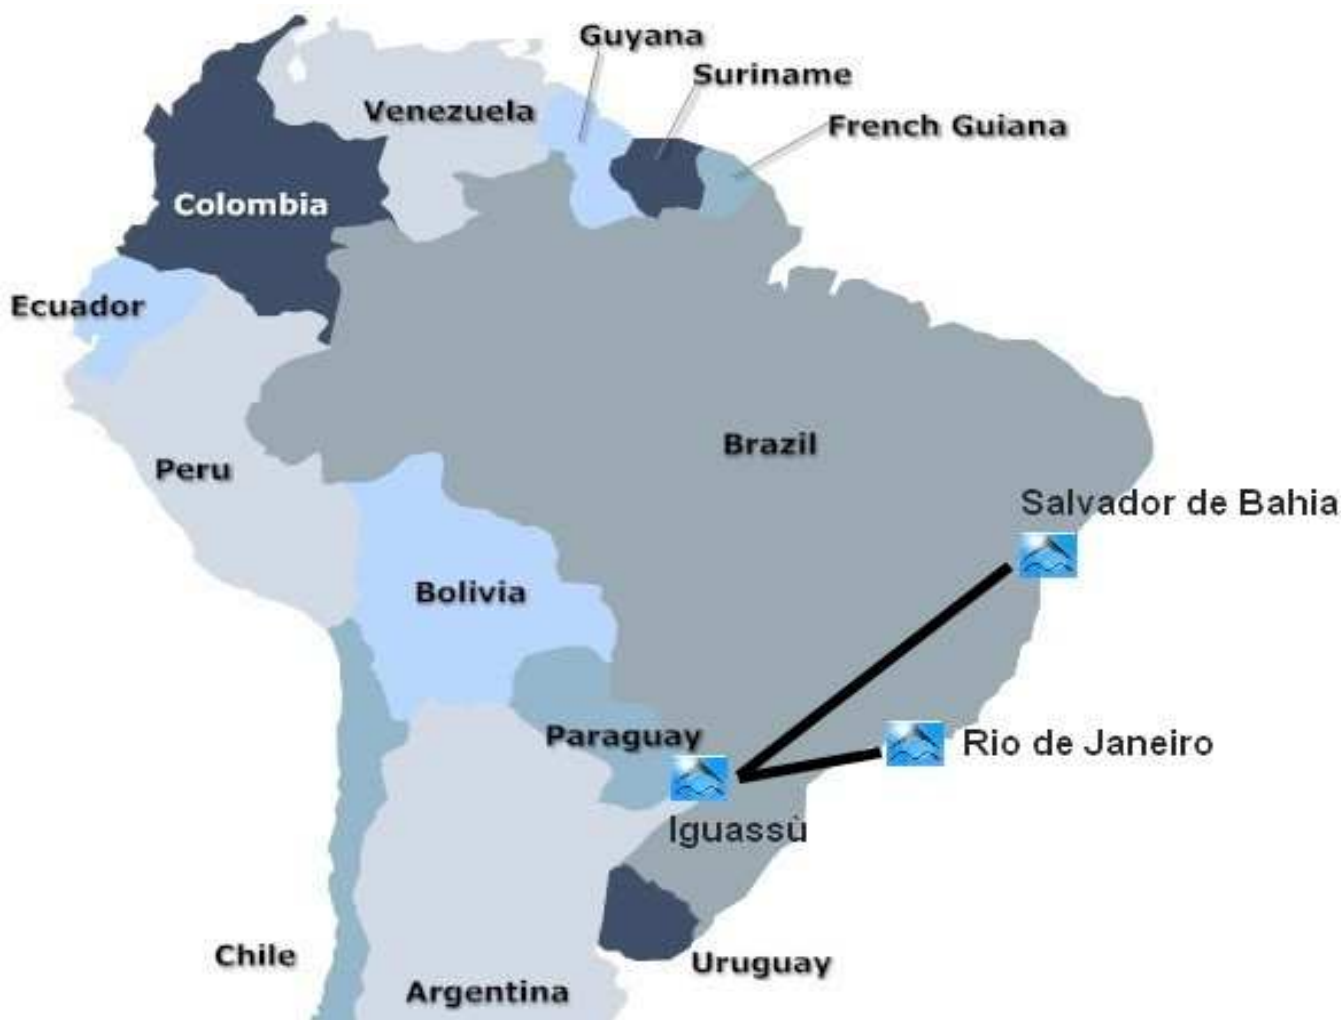 Guyana
Suriname
Venezuela
French Guiana
Colombia
Ecuador
Brazil
Peru
Salvador de Bahia
Bolivia
Paraguay
Rio de Janeiro
Iguassù
Chile
Uruguay
Argentina